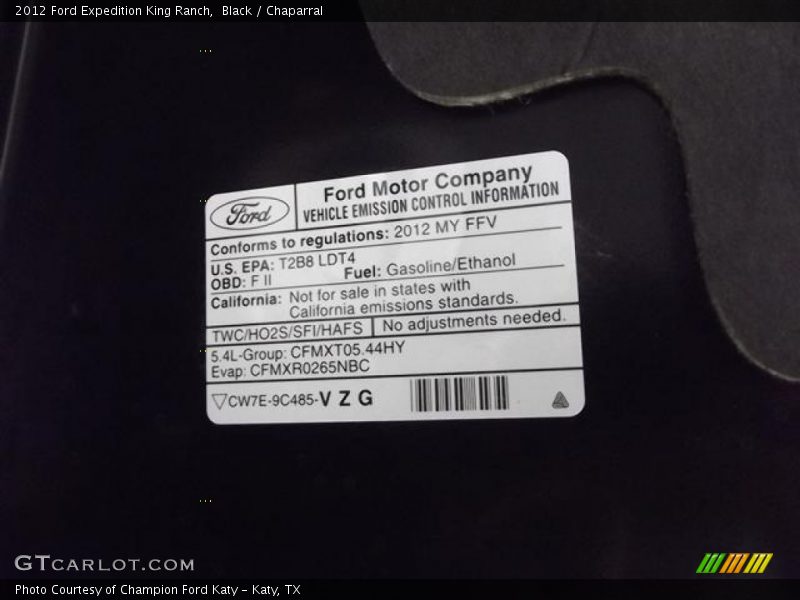 2012 Ford Expedition King Ranch,  Black / Chaparral
Ford
Ford Motor Company
VEHICLE EMISSION CONTROL INFORMATION
Conforms to regulations: 2012 MY FFV
U.S. EPA: T2B8 LDT4
OBD: F II Fuel: Gasoline/Ethanol
California: Not for sale in states with
California emissions standards.
TWC/HO2S/SFI/HAFS No adjustments needed.
5.4L-Group: CFMXT05.44HY
Evap: CFMXR0265NBC
CW7E-9C485-V Z G
GTCARLOT.COM
Photo Courtesy of Champion Ford Katy – Katy, TX